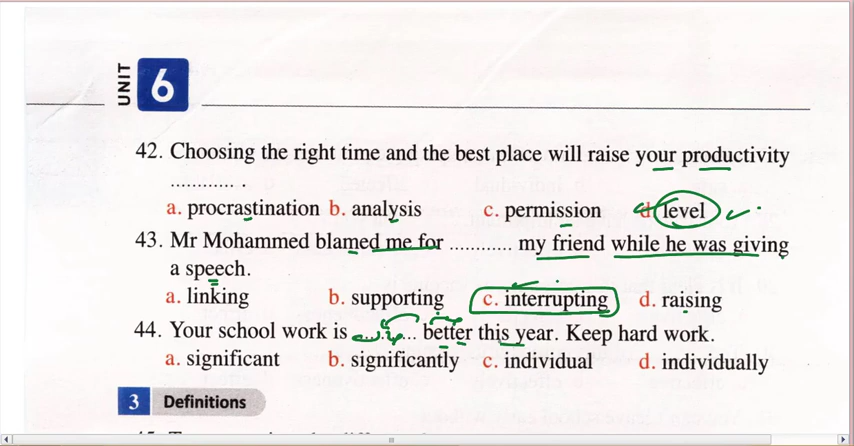 UNIT 6
42. Choosing the right time and the best place will raise your productivity
............ .
a. procrastination b. analysis c. permission d. level
43. Mr Mohammed blamed me for ............ my friend while he was giving
a speech.
a. linking b. supporting c. interrupting d. raising
44. Your school work is ............ better this year. Keep hard work.
a. significant b. significantly c. individual d. individually
3 Definitions